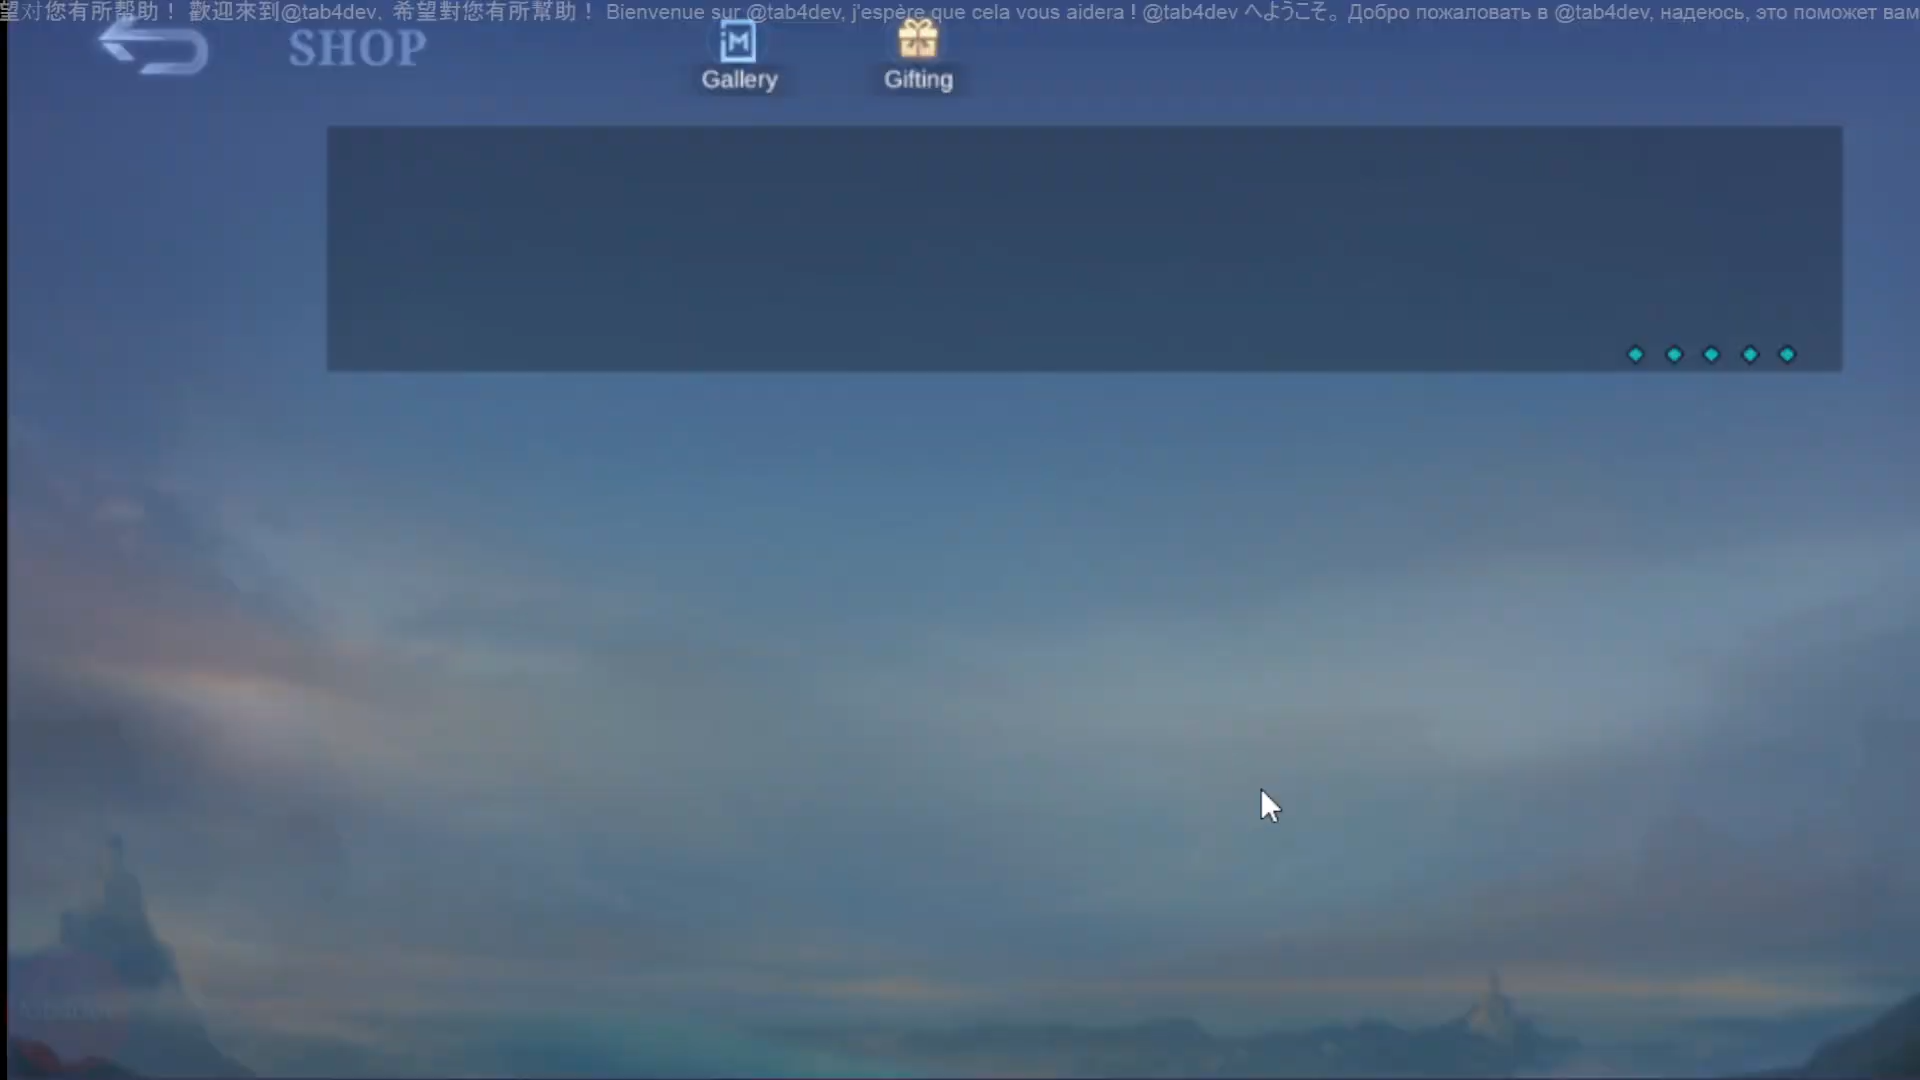 望对您有所帮助！ 歡迎來到@tab4dev, 希望對您有所幫助！ Bienvenue sur @tab4dev, j'espère que cela vous aidera ! @tab4dev へようこそ。 Добро пожаловать в @tab4dev, надеюсь, это поможет вам
SHOP
Gallery
Gifting